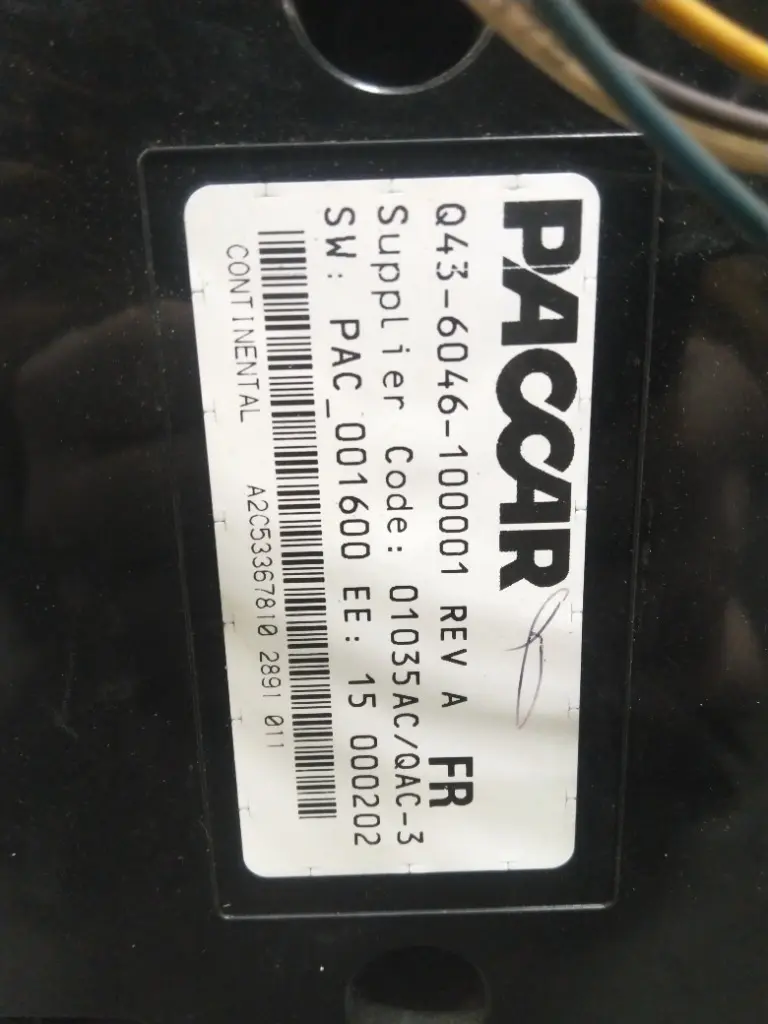 PACCAR
Q43-6046-100001 REV A FR
Supplier Code: 01035AC/QAC-3
SW: PAC_001600 EE: 15 000202
CONTINENTAL A2C53367810 2891 011